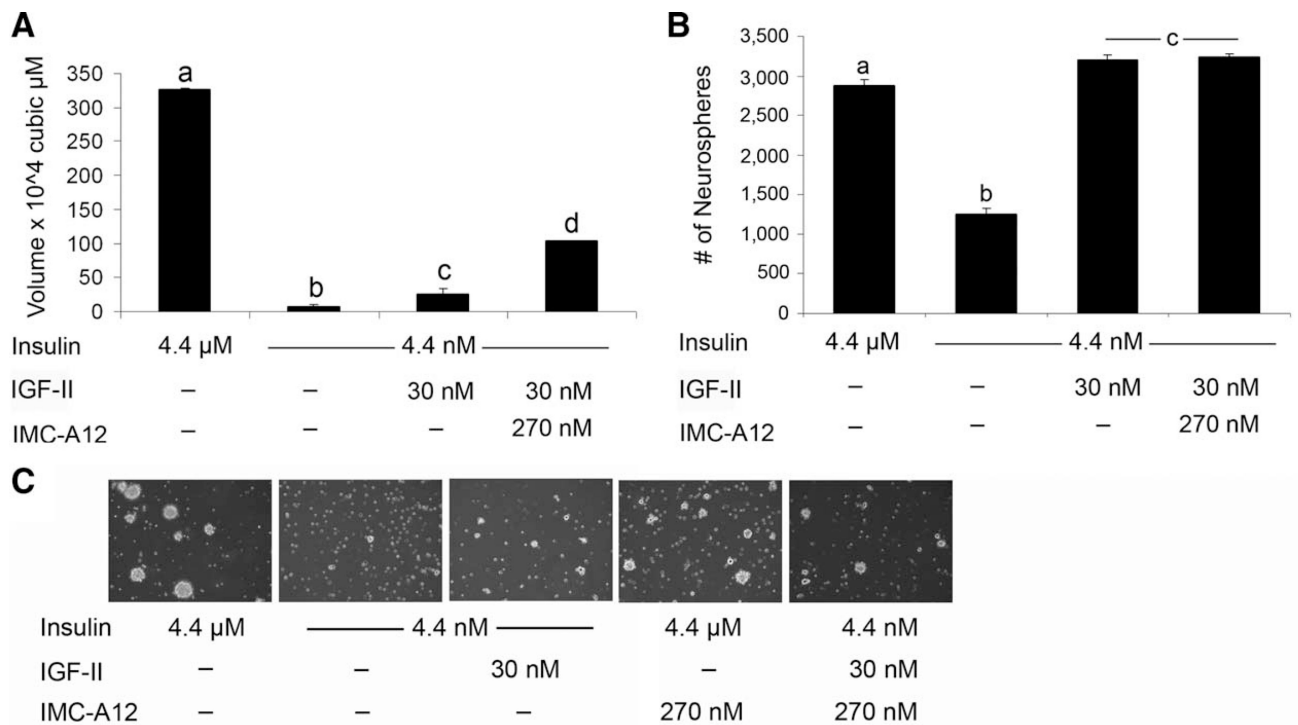 A
Volume x 10^4 cubic µM
350
300
250
200
150
100
50
0
a
b
c
d
Insulin 4.4 µM 4.4 nM
IGF-II – – 30 nM 30 nM
IMC-A12 – – – 270 nM
B
# of Neurospheres
3,500
3,000
2,500
2,000
1,500
1,000
500
0
a
b
c
Insulin 4.4 µM 4.4 nM
IGF-II – – 30 nM 30 nM
IMC-A12 – – – 270 nM
C
Insulin 4.4 µM 4.4 nM 4.4 µM 4.4 nM
IGF-II – – 30 nM – 30 nM
IMC-A12 – – – 270 nM 270 nM